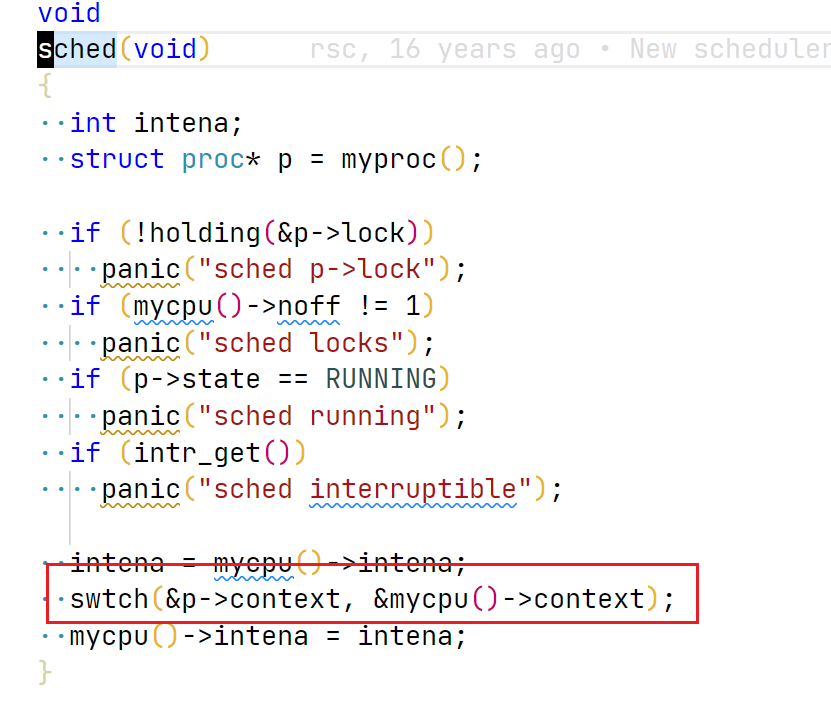 void
sched(void) rsc, 16 years ago • New scheduler
{
int intena;
struct proc* p = myproc();
if (!holding(&p->lock))
panic("sched p->lock");
if (mycpu()->noff != 1)
panic("sched locks");
if (p->state == RUNNING)
panic("sched running");
if (intr_get())
panic("sched interruptible");
intena = mycpu()->intena;
swtch(&p->context, &mycpu()->context);
mycpu()->intena = intena;
}